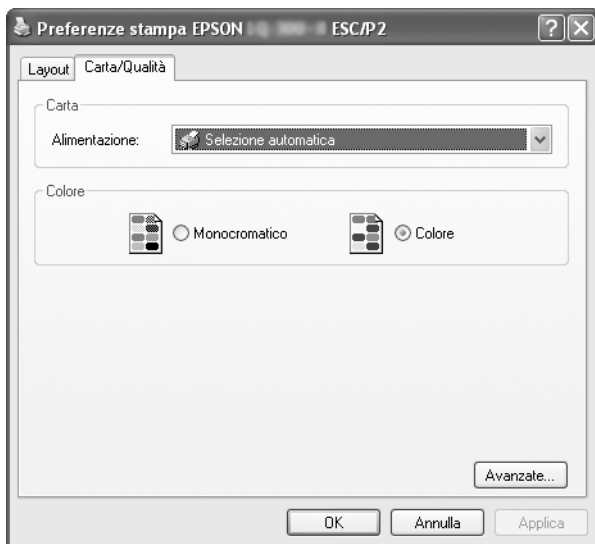 Preferenze stampa EPSON ESC/P2
Layout Carta/Qualità
Carta
Alimentazione: Selezione automatica
Colore
Monocromatico Colore
Avanzate...
OK Annulla Applica